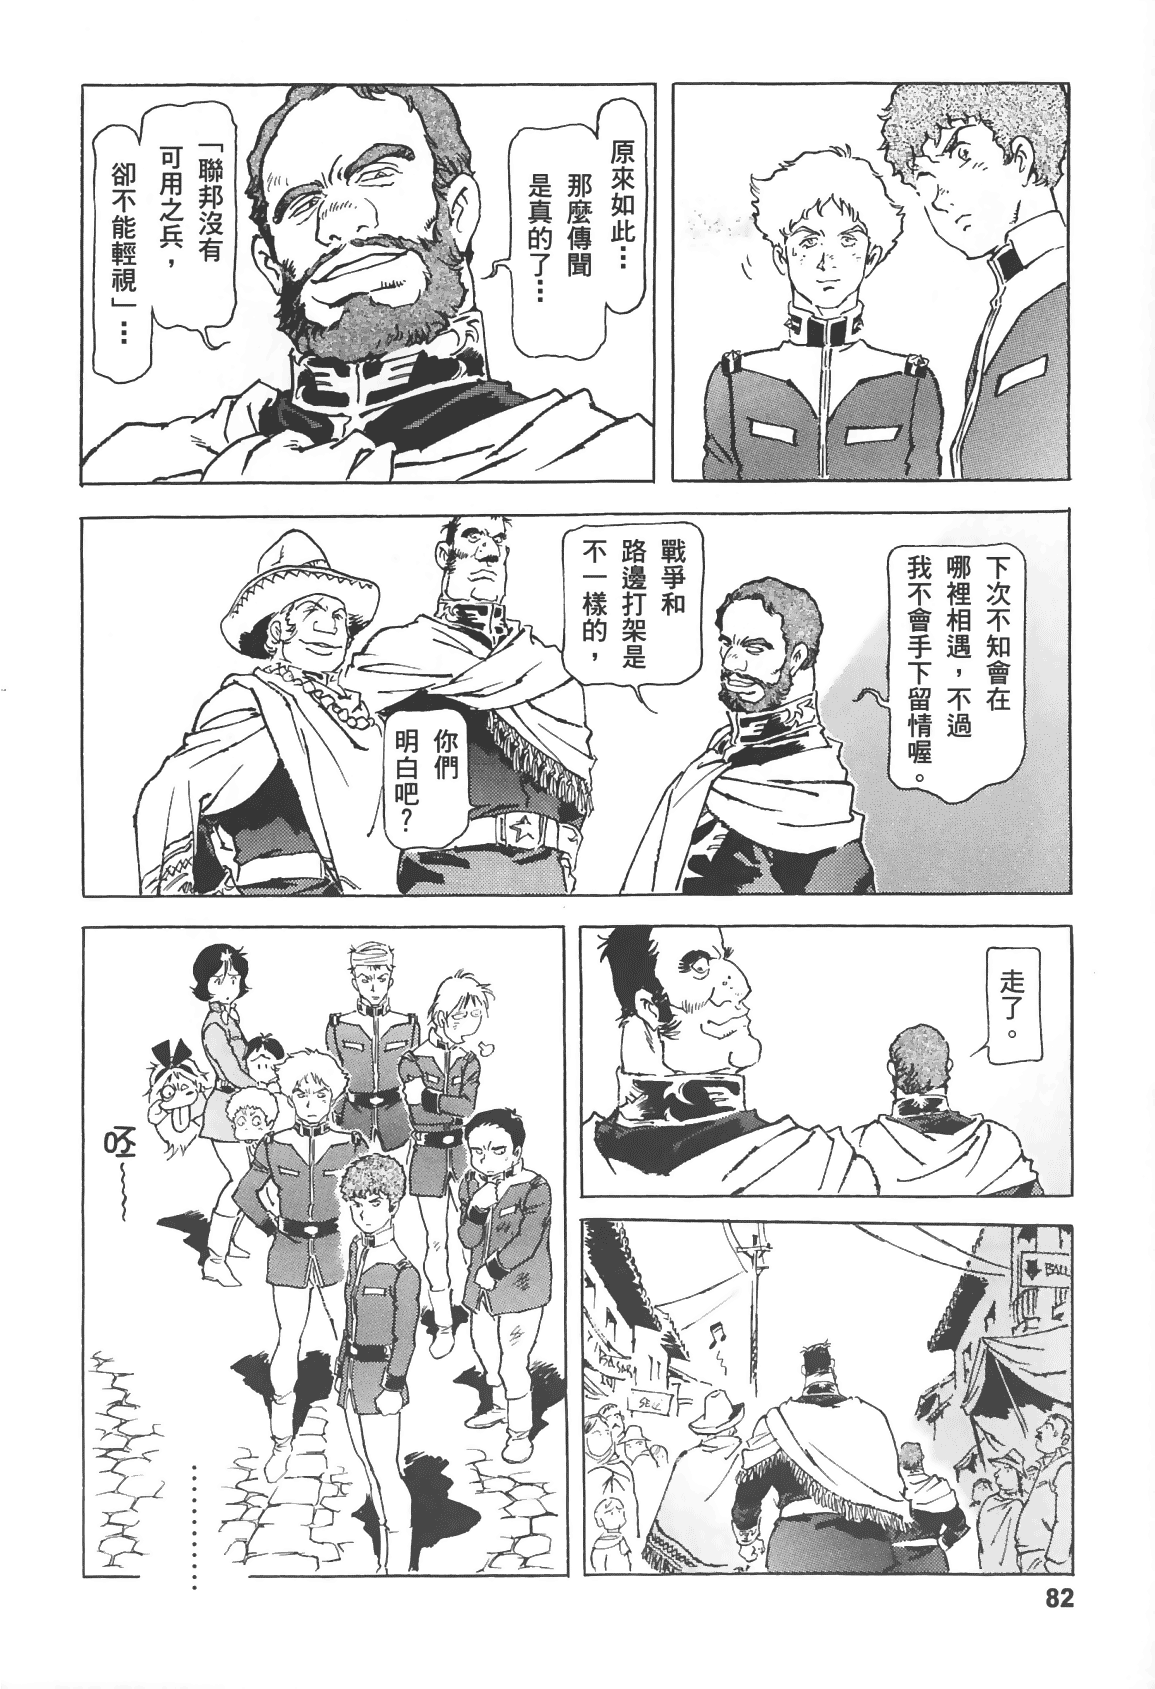 原來如此…
那麼傳聞
是真的了…
「聯邦沒有
可用之兵，
卻不能輕視」…
下次不知會在
哪裡相遇，不過
我不會手下留情喔。
戰爭和
路邊打架是
不一樣的，
你們
明白吧？
走了。
BALL
SELL
呸～
………
82